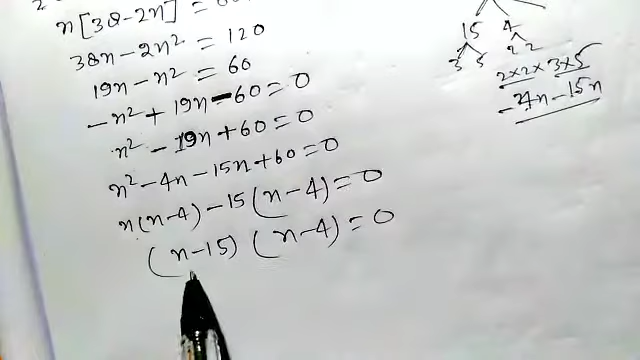 n[38-2n] =
38n-2n² = 120
19n-n² = 60
-n²+19n-60=0
n²-19n+60=0
n²-4n-15n+60=0
n(n-4)-15(n-4)=0
(n-15)(n-4)=0
15 4
3 5 2 2
2×2×3×5
-4n-15n